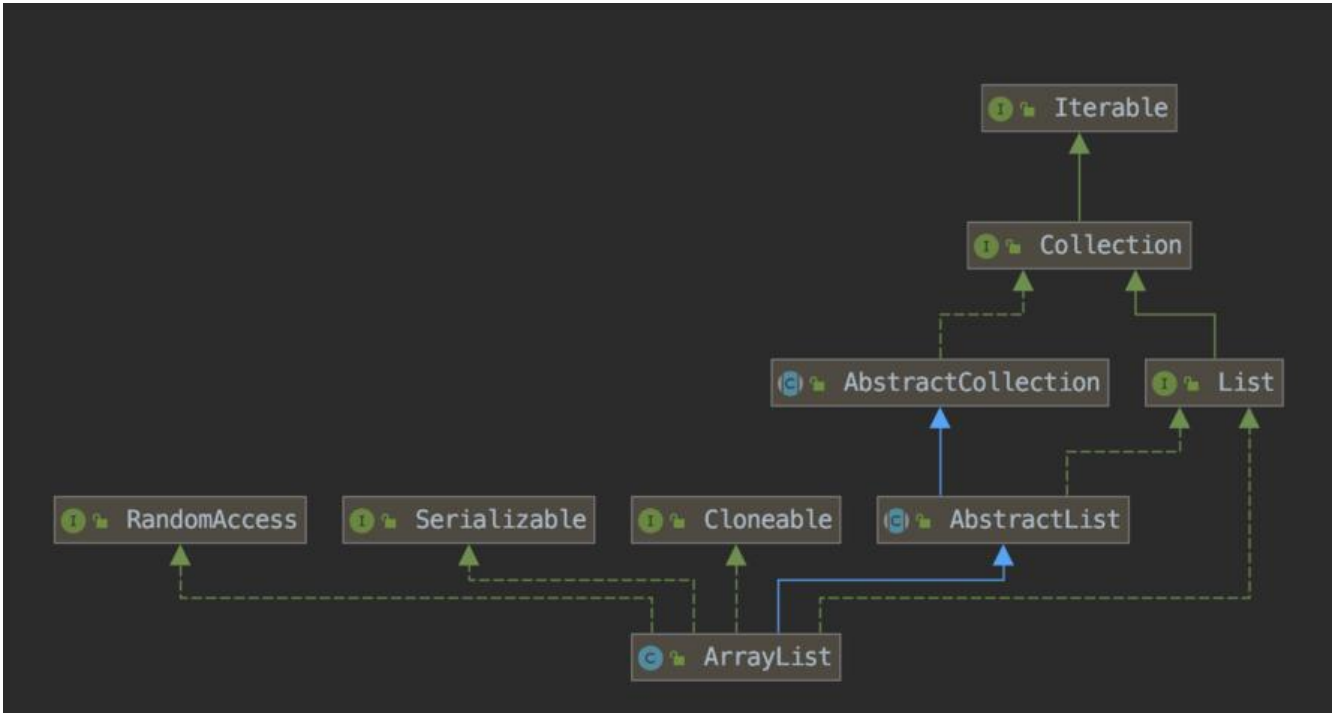 I Iterable
I Collection
C AbstractCollection
I List
I RandomAccess
I Serializable
I Cloneable
C AbstractList
C ArrayList